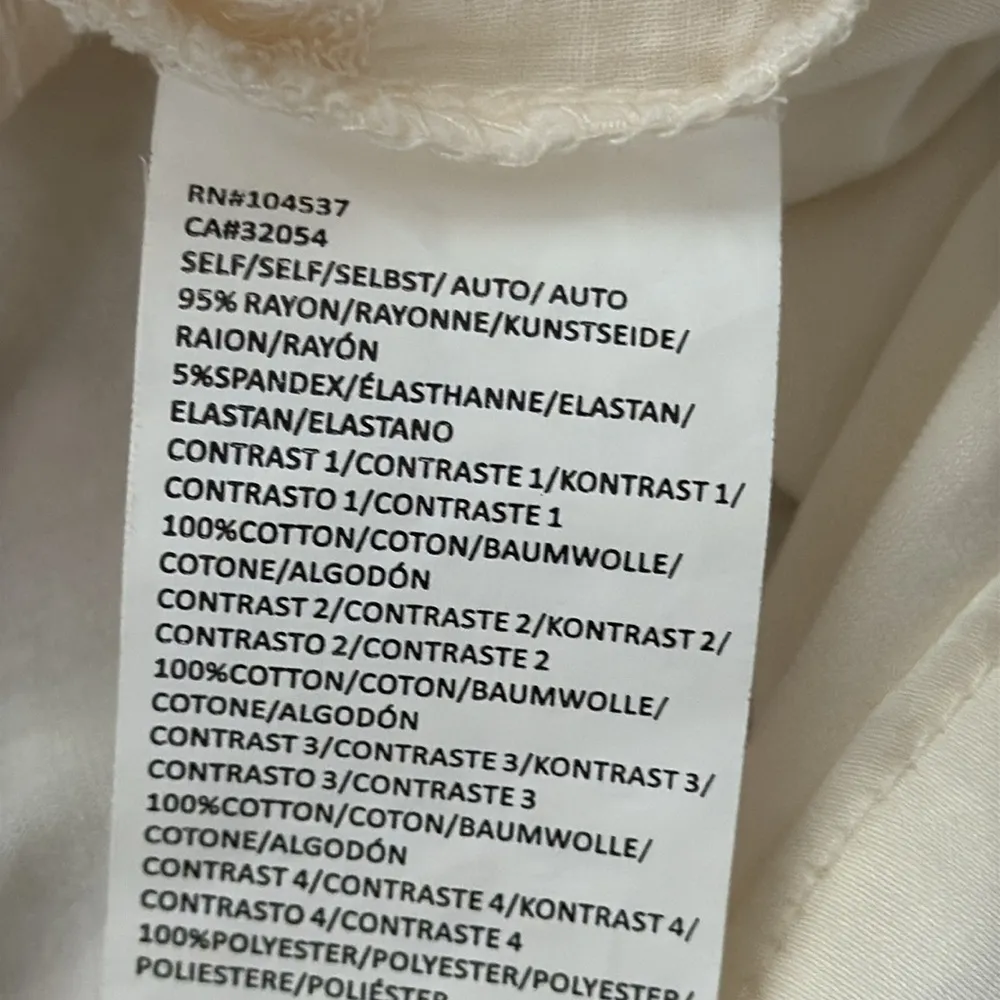 RN#104537
CA#32054
SELF/SELF/SELBST/ AUTO/ AUTO
95% RAYON/RAYONNE/KUNSTSEIDE/
RAION/RAYÓN
5%SPANDEX/ÉLASTHANNE/ELASTAN/
ELASTAN/ELASTANO
CONTRAST 1/CONTRASTE 1/KONTRAST 1/
CONTRASTO 1/CONTRASTE 1
100%COTTON/COTON/BAUMWOLLE/
COTONE/ALGODÓN
CONTRAST 2/CONTRASTE 2/KONTRAST 2/
CONTRASTO 2/CONTRASTE 2
100%COTTON/COTON/BAUMWOLLE/
COTONE/ALGODÓN
CONTRAST 3/CONTRASTE 3/KONTRAST 3/
CONTRASTO 3/CONTRASTE 3
100%COTTON/COTON/BAUMWOLLE/
COTONE/ALGODÓN
CONTRAST 4/CONTRASTE 4/KONTRAST 4/
CONTRASTO 4/CONTRASTE 4
100%POLYESTER/POLYESTER/POLYESTER/
POLIESTERE/POLIÉSTER